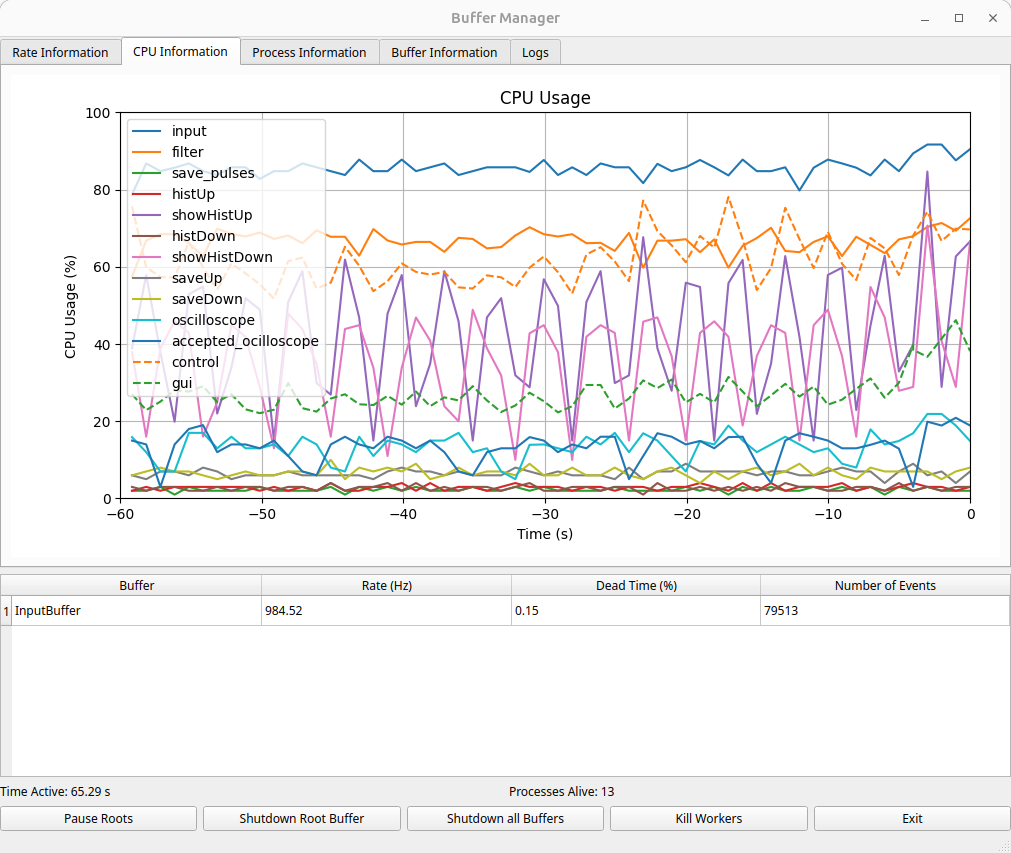 Buffer Manager
Rate Information CPU Information Process Information Buffer Information Logs
CPU Usage
100
80
60
40
20
0
CPU Usage (%)
input
filter
save_pulses
histUp
showHistUp
histDown
showHistDown
saveUp
saveDown
oscilloscope
accepted_ocilloscope
control
gui
−60 −50 −40 −30 −20 −10 0
Time (s)
Buffer Rate (Hz) Dead Time (%) Number of Events
1 InputBuffer 984.52 0.15 79513
Time Active: 65.29 s Processes Alive: 13
Pause Roots Shutdown Root Buffer Shutdown all Buffers Kill Workers Exit